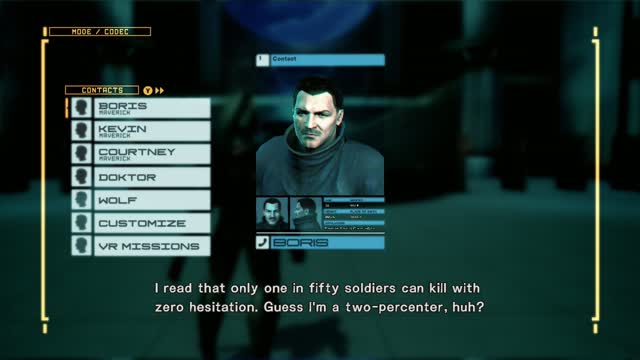 MODE / CODEC
1 Contact
CONTACTS Y
BORIS
MAVERICK
KEVIN
MAVERICK
COURTNEY
MAVERICK
DOKTOR
WOLF
CUSTOMIZE
VR MISSIONS
BORIS
I read that only one in fifty soldiers can kill with
zero hesitation. Guess I'm a two-percenter, huh?